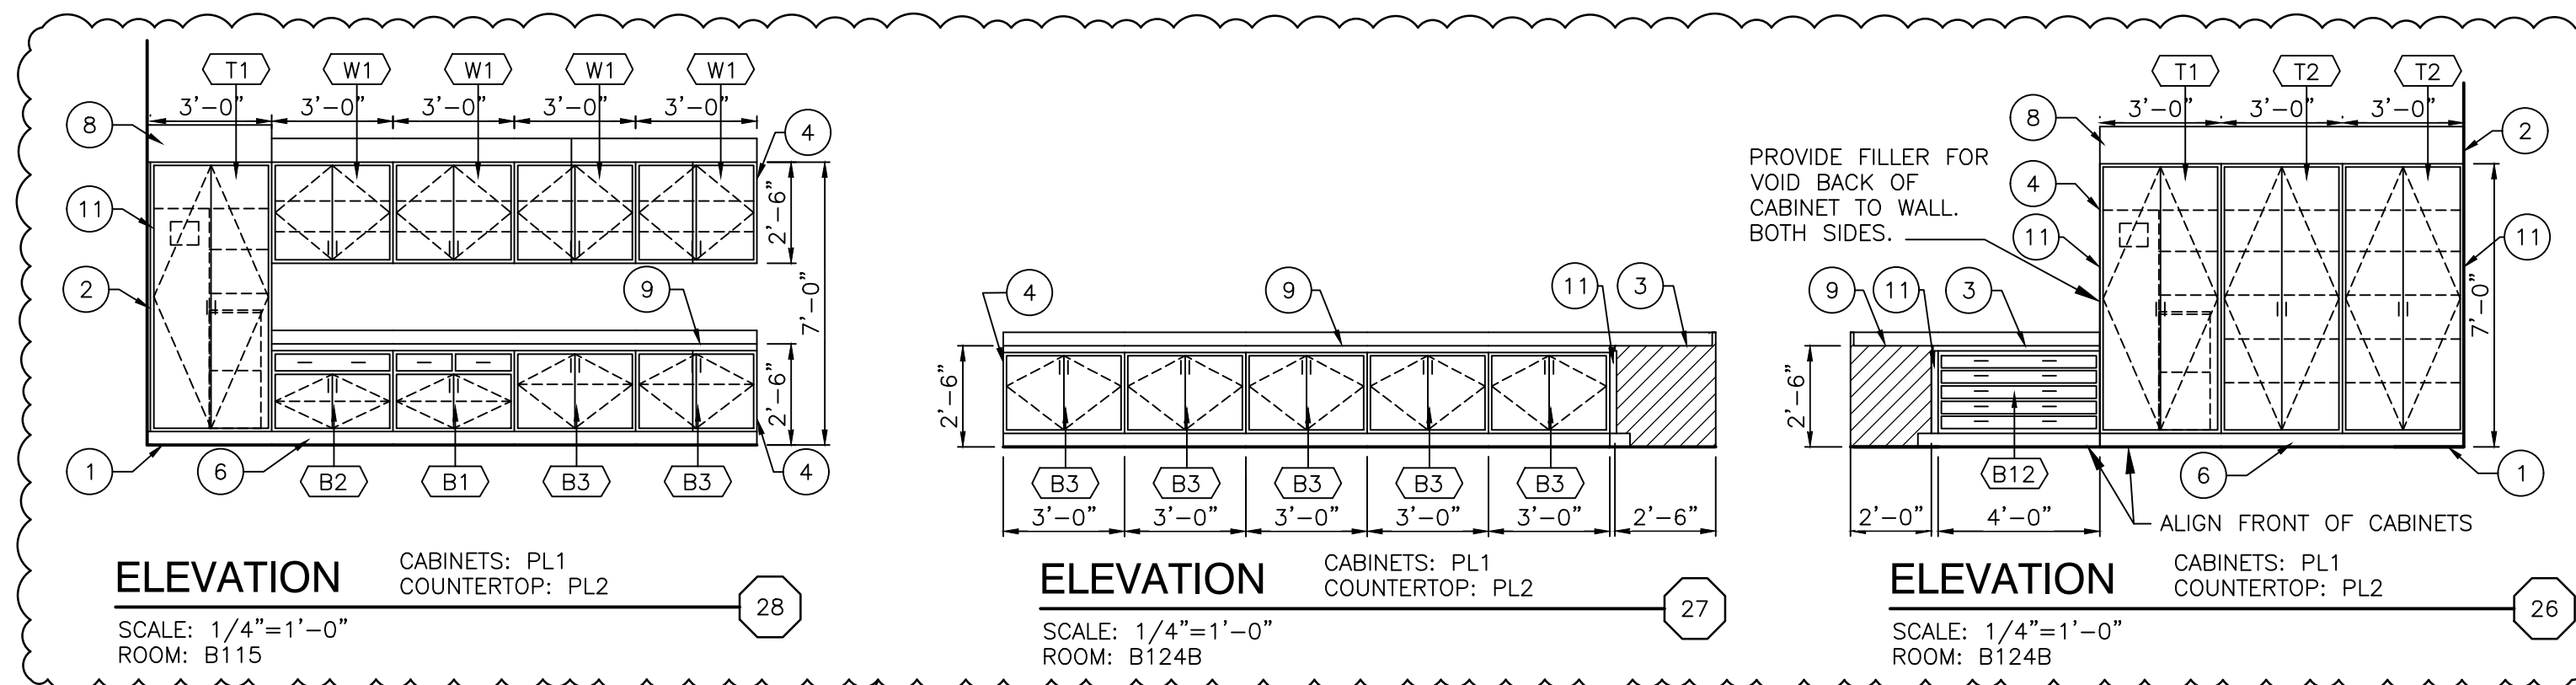 T1 W1 W1 W1 W1
3'-0" 3'-0" 3'-0" 3'-0" 3'-0"
8
4
11
2
9
2'-6"
7'-0"
2'-6"
1
6
B2 B1 B3 B3
4
ELEVATION
CABINETS: PL1
COUNTERTOP: PL2
28
SCALE: 1/4"=1'-0"
ROOM: B115
4
9
11
3
2'-6"
B3 B3 B3 B3 B3
3'-0" 3'-0" 3'-0" 3'-0" 3'-0" 2'-6"
ELEVATION
CABINETS: PL1
COUNTERTOP: PL2
27
SCALE: 1/4"=1'-0"
ROOM: B124B
T1 T2 T2
3'-0" 3'-0" 3'-0"
8
2
PROVIDE FILLER FOR
VOID BACK OF
CABINET TO WALL.
BOTH SIDES.
4
11
11
9
11
3
2'-6"
7'-0"
B12
6
1
2'-0" 4'-0"
ALIGN FRONT OF CABINETS
ELEVATION
CABINETS: PL1
COUNTERTOP: PL2
26
SCALE: 1/4"=1'-0"
ROOM: B124B